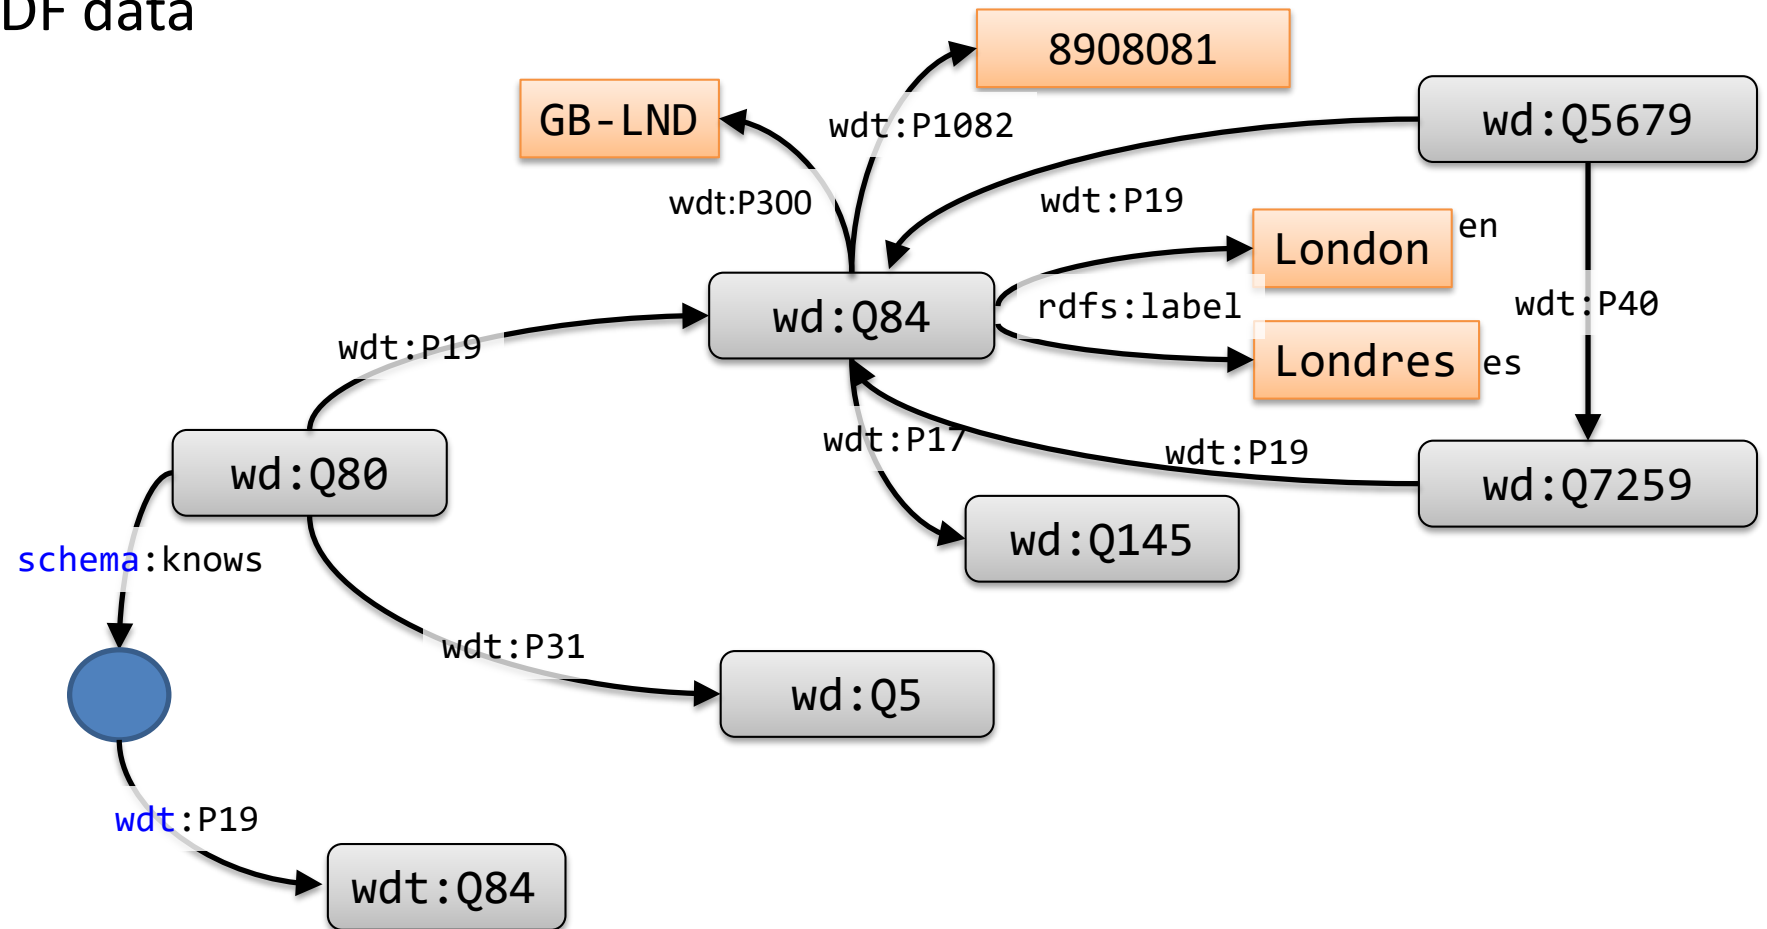 DF data
8908081
GB-LND
wdt:P1082
wd:Q5679
wdt:P300
wdt:P19
London
en
wd:Q84
rdfs:label
wdt:P40
wdt:P19
Londres
es
wdt:P17
wdt:P19
wd:Q80
wd:Q7259
wd:Q145
schema:knows
wdt:P31
wd:Q5
wdt:P19
wdt:Q84